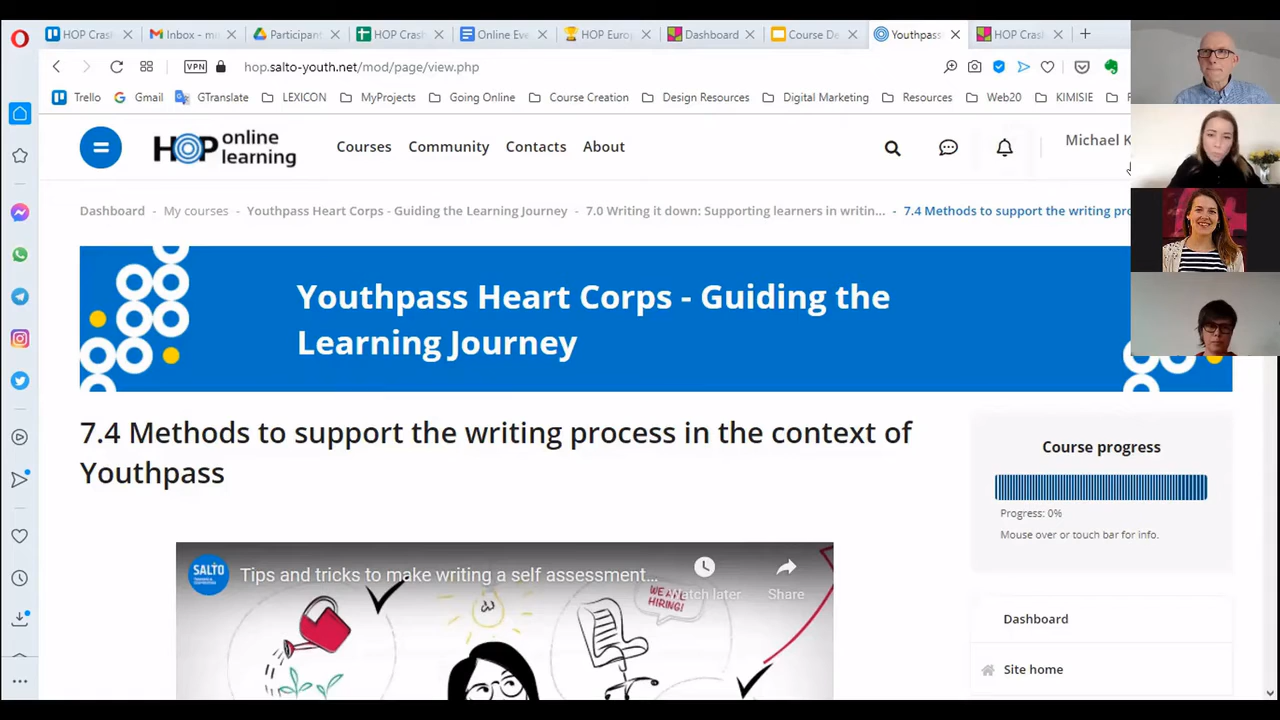 HOP Cras
Inbox - m
Participan
HOP Cras
Online Eve
HOP Euro
Dashboard
Course De
Youthpass
HOP Cras
VPN
hop.salto-youth.net/mod/page/view.php
Trello
Gmail
GTranslate
LEXICON
MyProjects
Going Online
Course Creation
Design Resources
Digital Marketing
Resources
Web20
KIMISIE
HOP online learning
Courses
Community
Contacts
About
Michael K
Dashboard - My courses - Youthpass Heart Corps - Guiding the Learning Journey - 7.0 Writing it down: Supporting learners in writin... - 7.4 Methods to support the writing pro
Youthpass Heart Corps - Guiding the
Learning Journey
7.4 Methods to support the writing process in the context of
Youthpass
Course progress
Progress: 0%
Mouse over or touch bar for info.
SALTO
Tips and tricks to make writing a self assessment...
Watch later
Share
WE ARE
HIRING!
Dashboard
Site home